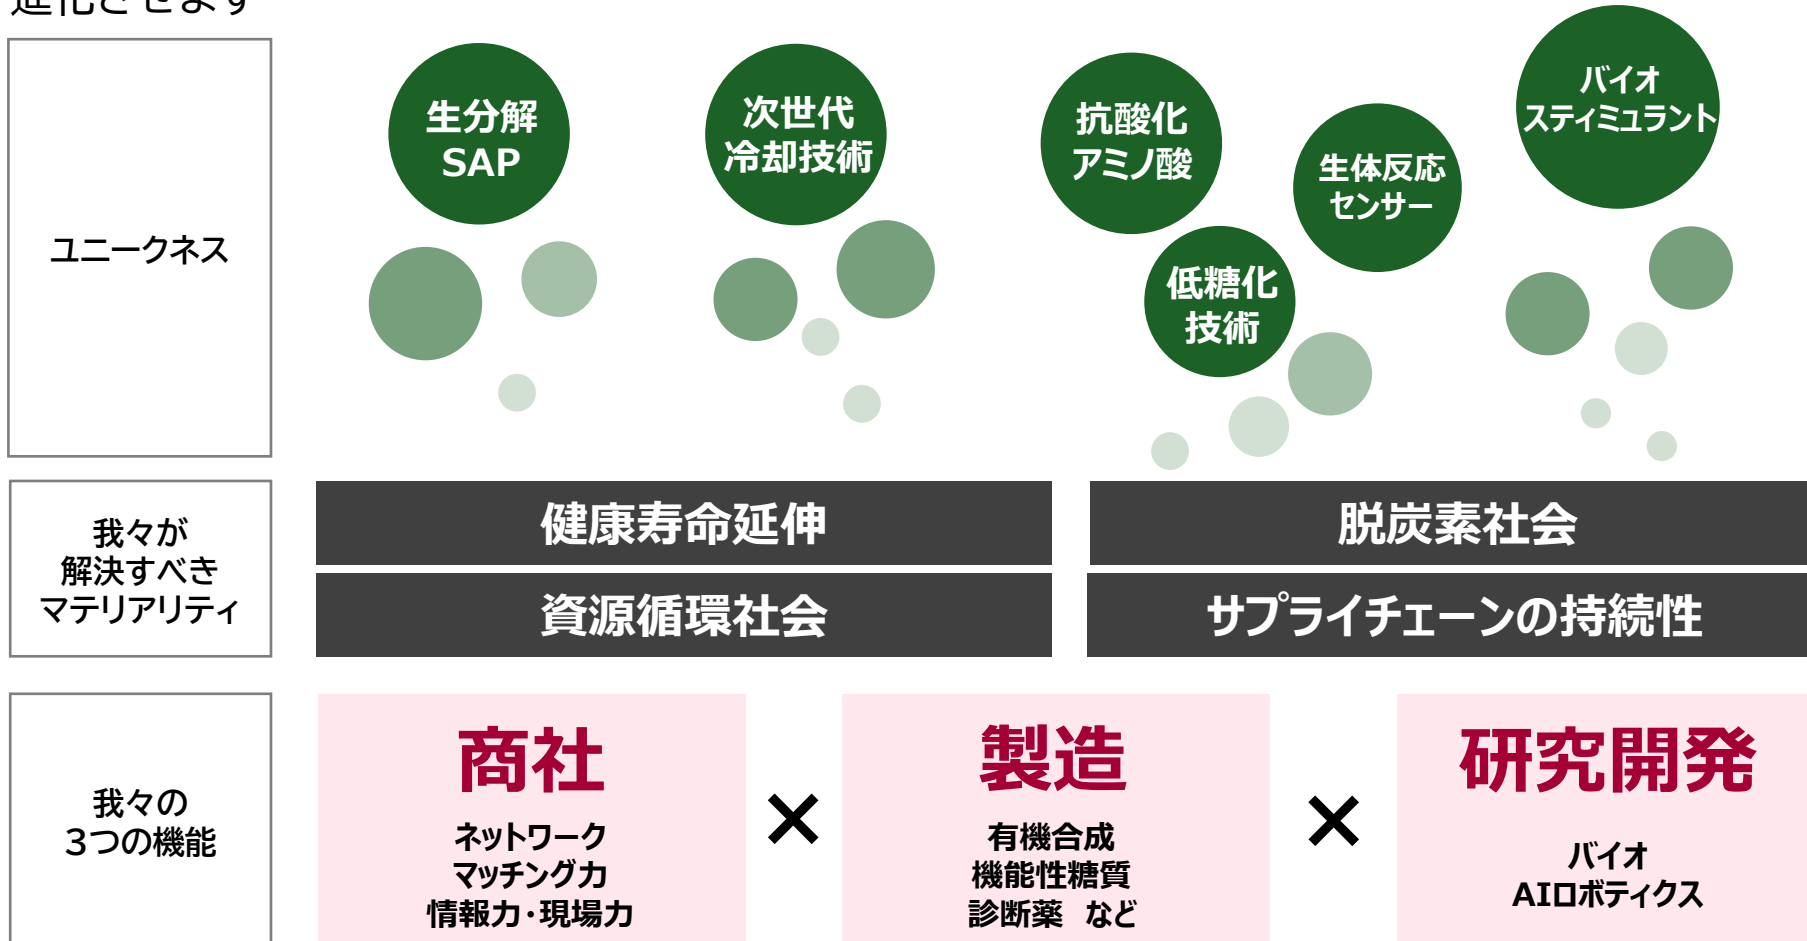 進化させます
ユニークネス
生分解
SAP
次世代
冷却技術
抗酸化
アミノ酸
低糖化
技術
生体反応
センサー
バイオ
スティミュラント
我々が
解決すべき
マテリアリティ
健康寿命延伸
脱炭素社会
資源循環社会
サプライチェーンの持続性
我々の
３つの機能
商社
ネットワーク
マッチング力
情報力・現場力
×
製造
有機合成
機能性糖質
診断薬　など
×
研究開発
バイオ
AIロボティクス